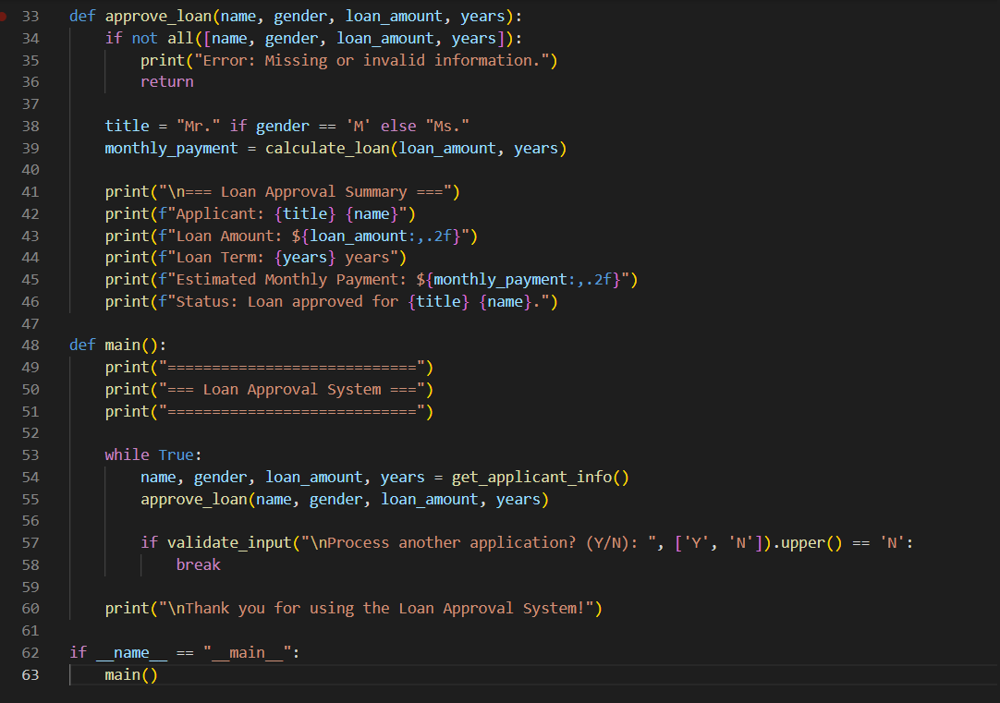 33 def approve_loan(name, gender, loan_amount, years):
34     if not all([name, gender, loan_amount, years]):
35         print("Error: Missing or invalid information.")
36         return
37
38     title = "Mr." if gender == 'M' else "Ms."
39     monthly_payment = calculate_loan(loan_amount, years)
40
41     print("\n=== Loan Approval Summary ===")
42     print(f"Applicant: {title} {name}")
43     print(f"Loan Amount: ${loan_amount:,.2f}")
44     print(f"Loan Term: {years} years")
45     print(f"Estimated Monthly Payment: ${monthly_payment:,.2f}")
46     print(f"Status: Loan approved for {title} {name}.")
47
48 def main():
49     print("============================")
50     print("=== Loan Approval System ===")
51     print("============================")
52
53     while True:
54         name, gender, loan_amount, years = get_applicant_info()
55         approve_loan(name, gender, loan_amount, years)
56
57         if validate_input("\nProcess another application? (Y/N): ", ['Y', 'N']).upper() == 'N':
58             break
59
60     print("\nThank you for using the Loan Approval System!")
61
62 if __name__ == "__main__":
63     main()